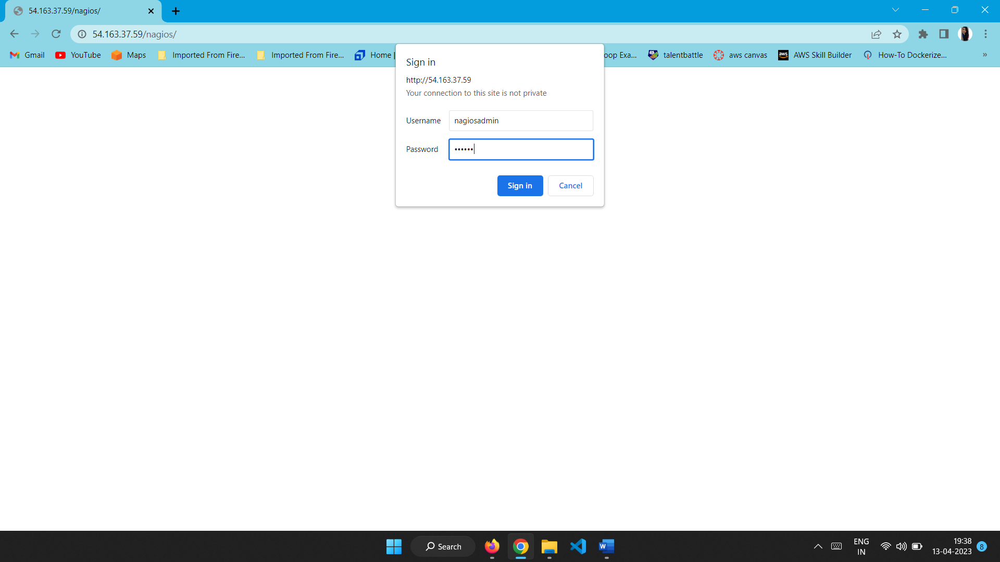 54.163.37.59/nagios/
54.163.37.59/nagios/
Gmail
YouTube
Maps
Imported From Fire...
Imported From Fire...
Home |
oop Exa...
talentbattle
aws canvas
aws
AWS Skill Builder
How-To Dockerize...
»
Sign in
http://54.163.37.59
Your connection to this site is not private
Username
nagiosadmin
Password
••••••
Sign in
Cancel
Search
W
ENG
IN
19:38
13-04-2023
8